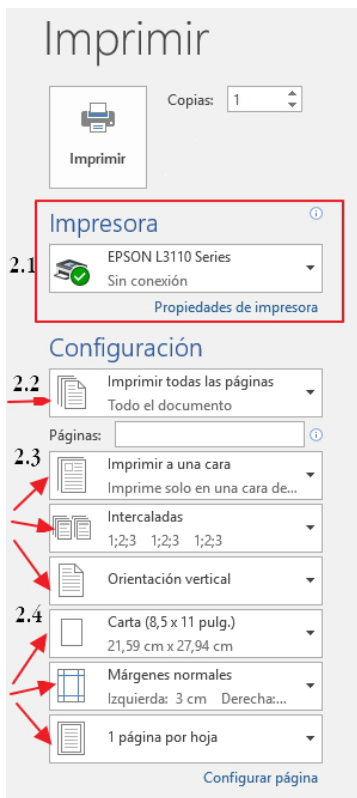 Imprimir
Copias: 1
Imprimir
Impresora
2.1
EPSON L3110 Series
Sin conexión
Propiedades de impresora
Configuración
2.2
Imprimir todas las páginas
Todo el documento
Páginas:
2.3
Imprimir a una cara
Imprime solo en una cara de...
Intercaladas
1;2;3 1;2;3 1;2;3
Orientación vertical
2.4
Carta (8,5 x 11 pulg.)
21,59 cm x 27,94 cm
Márgenes normales
Izquierda: 3 cm Derecha:...
1 página por hoja
Configurar página